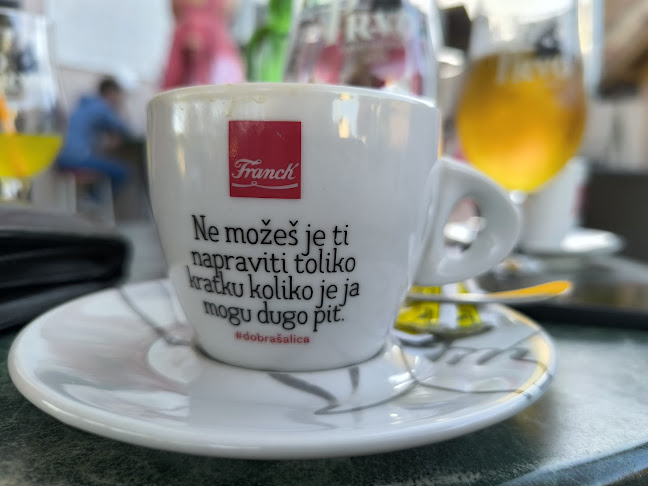 Franck
Ne možeš je ti
napraviti toliko
kratku koliko je ja
mogu dugo pit.
#dobrašalica